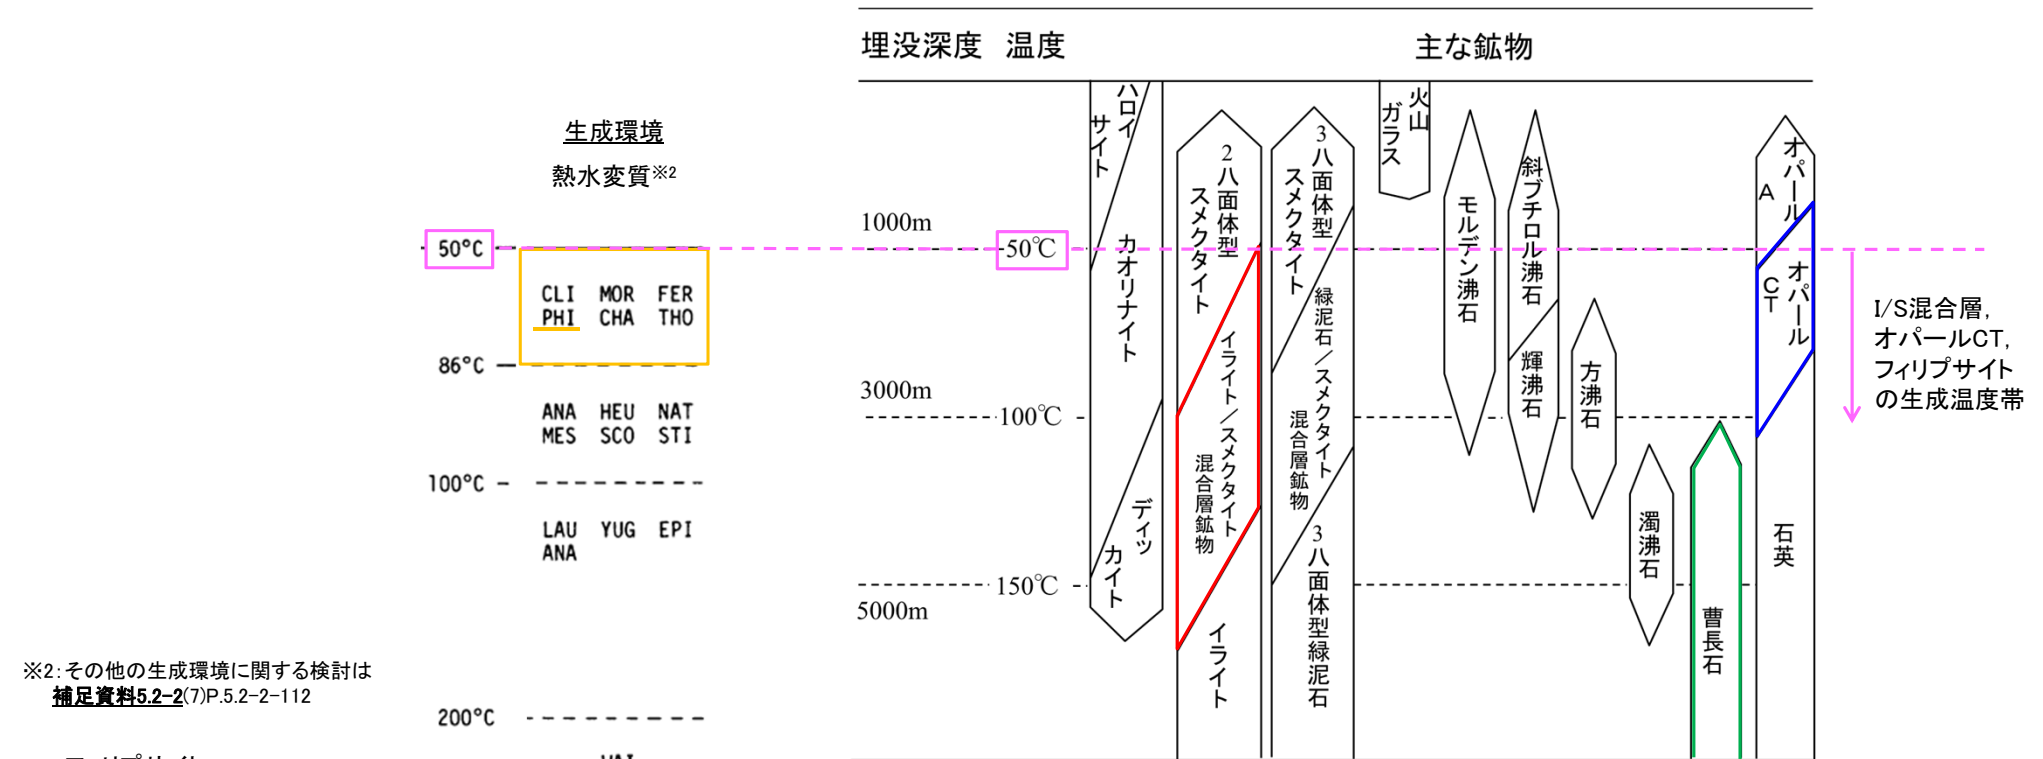 生成環境
熱水変質※2
50°C
CLI MOR FER
PHI CHA THO
86°C
ANA HEU NAT
MES SCO STI
100°C
LAU YUG EPI
ANA
200°C
※2:その他の生成環境に関する検討は
補足資料5.2-2(7)P.5.2-2-112
埋没深度 温度 主な鉱物
1000m
50℃
3000m
100℃
150℃
5000m
ハロイ
サイト
カオリナイト
ディッ
カイト
2八面体型
スメクタイト
イライト/スメクタイト
混合層鉱物
イライト
3八面体型
スメクタイト
緑泥石/スメクタイト
混合層鉱物
3八面体型緑泥石
火山
ガラス
モルデン沸石
斜プチロル沸石
輝沸石
方沸石
濁沸石
曹長石
オパール
A
オパール
CT
石英
I/S混合層,
オパールCT,
フィリプサイト
の生成温度帯